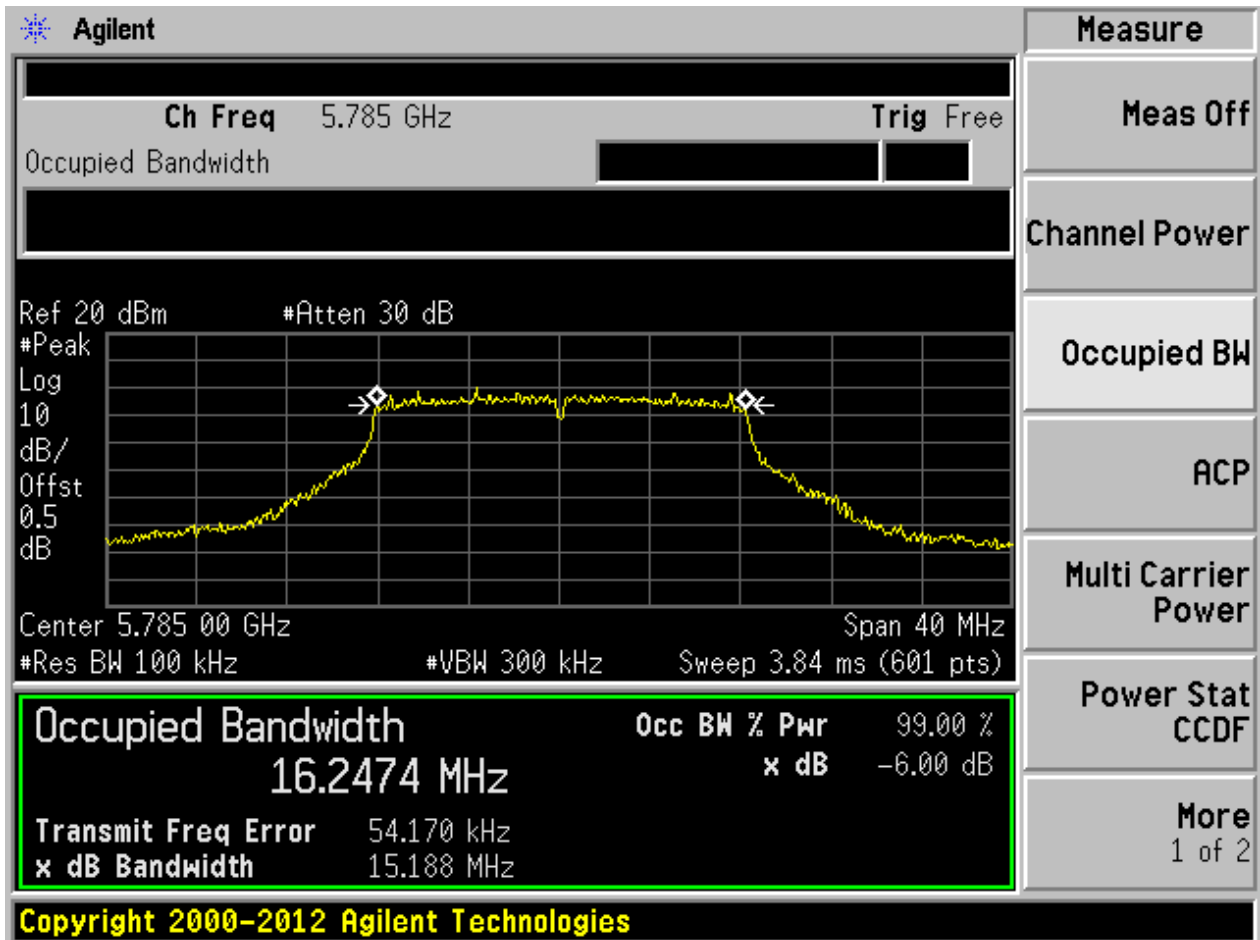 Agilent
Measure
Ch Freq 5.785 GHz Trig Free
Occupied Bandwidth
Meas Off
Channel Power
Occupied BW
ACP
Multi Carrier
Power
Power Stat
CCDF
More
1 of 2
Ref 20 dBm #Atten 30 dB
#Peak
Log
10
dB/
Offst
0.5
dB
Center 5.785 00 GHz Span 40 MHz
#Res BW 100 kHz #VBW 300 kHz Sweep 3.84 ms (601 pts)
Occupied Bandwidth Occ BW % Pwr 99.00 %
16.2474 MHz x dB -6.00 dB
Transmit Freq Error 54.170 kHz
x dB Bandwidth 15.188 MHz
Copyright 2000-2012 Agilent Technologies